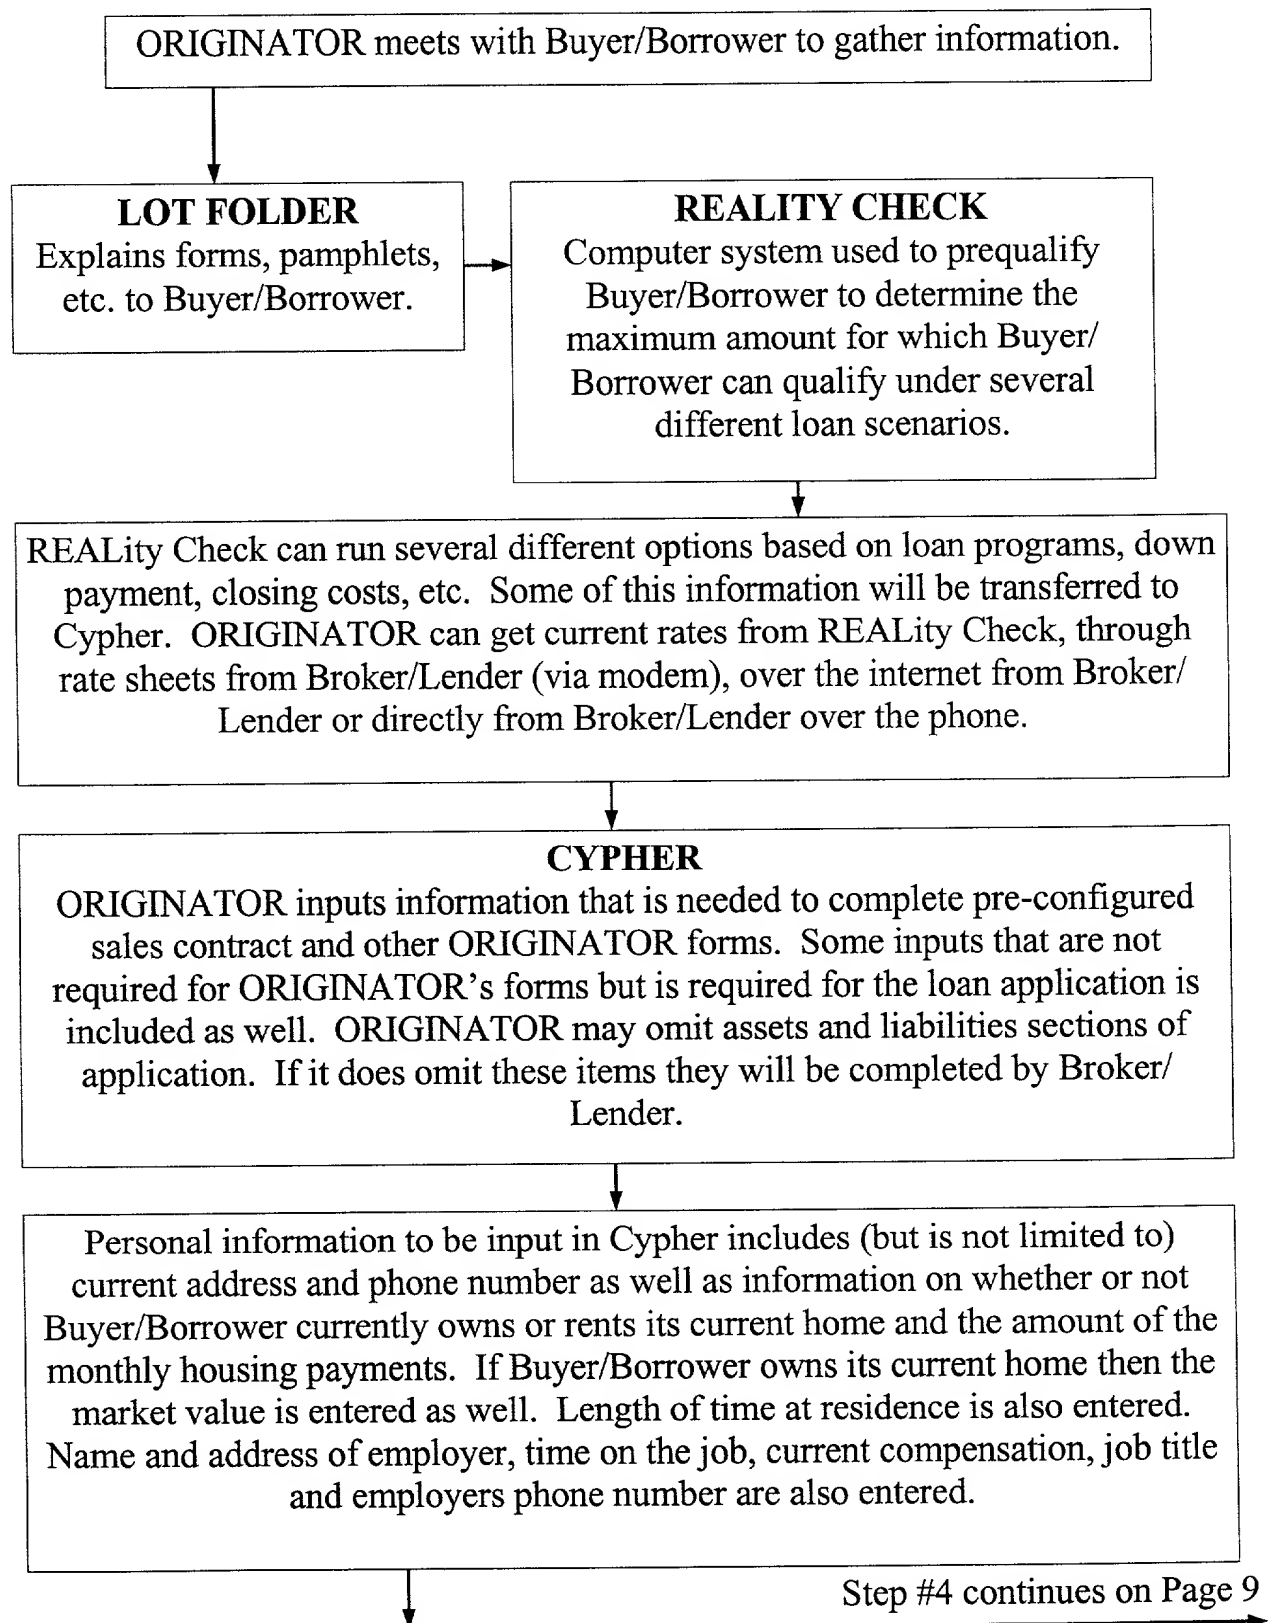 ORIGINATOR meets with Buyer/Borrower to gather information.
LOT FOLDER
Explains forms, pamphlets,
etc. to Buyer/Borrower.
REALITY CHECK
Computer system used to prequalify
Buyer/Borrower to determine the
maximum amount for which Buyer/
Borrower can qualify under several
different loan scenarios.
REALity Check can run several different options based on loan programs, down
payment, closing costs, etc.  Some of this information will be transferred to
Cypher.  ORIGINATOR can get current rates from REALity Check, through
rate sheets from Broker/Lender (via modem), over the internet from Broker/
Lender or directly from Broker/Lender over the phone.
CYPHER
ORIGINATOR inputs information that is needed to complete pre-configured
sales contract and other ORIGINATOR forms.  Some inputs that are not
required for ORIGINATOR's forms but is required for the loan application is
included as well.  ORIGINATOR may omit assets and liabilities sections of
application.  If it does omit these items they will be completed by Broker/
Lender.
Personal information to be input in Cypher includes (but is not limited to)
current address and phone number as well as information on whether or not
Buyer/Borrower currently owns or rents its current home and the amount of the
monthly housing payments.  If Buyer/Borrower owns its current home then the
market value is entered as well.  Length of time at residence is also entered.
Name and address of employer, time on the job, current compensation, job title
and employers phone number are also entered.
Step #4 continues on Page 9